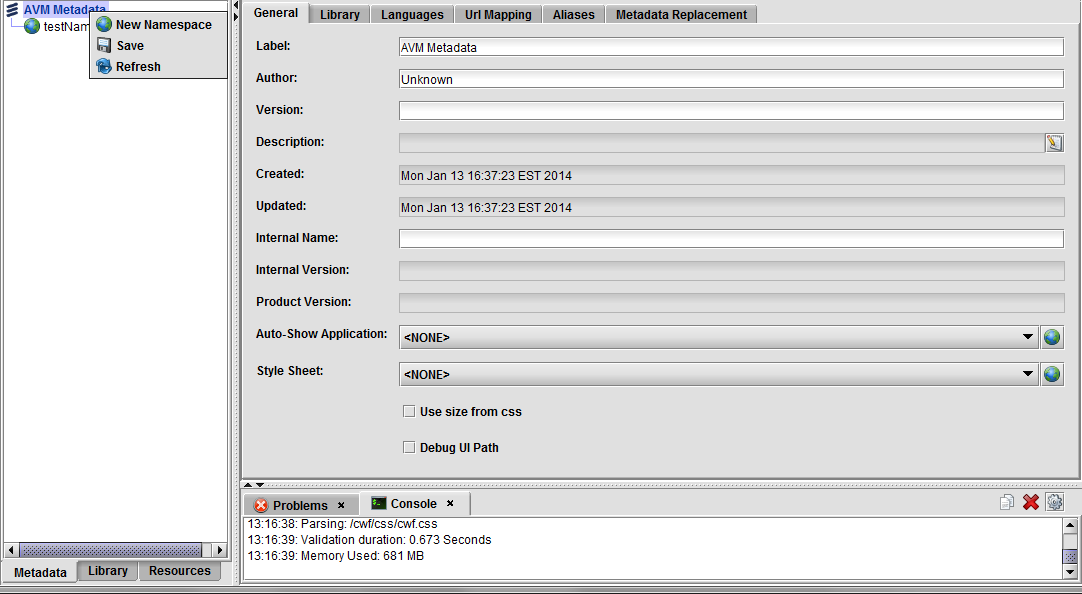 AVM Metadata
testNam
New Namespace
Save
Refresh
General Library Languages Url Mapping Aliases Metadata Replacement
Label: AVM Metadata
Author: Unknown
Version:
Description:
Created: Mon Jan 13 16:37:23 EST 2014
Updated: Mon Jan 13 16:37:23 EST 2014
Internal Name:
Internal Version:
Product Version:
Auto-Show Application: <NONE>
Style Sheet: <NONE>
Use size from css
Debug UI Path
Problems × Console ×
13:16:38: Parsing: /cwf/css/cwf.css
13:16:39: Validation duration: 0.673 Seconds
13:16:39: Memory Used: 681 MB
Metadata Library Resources